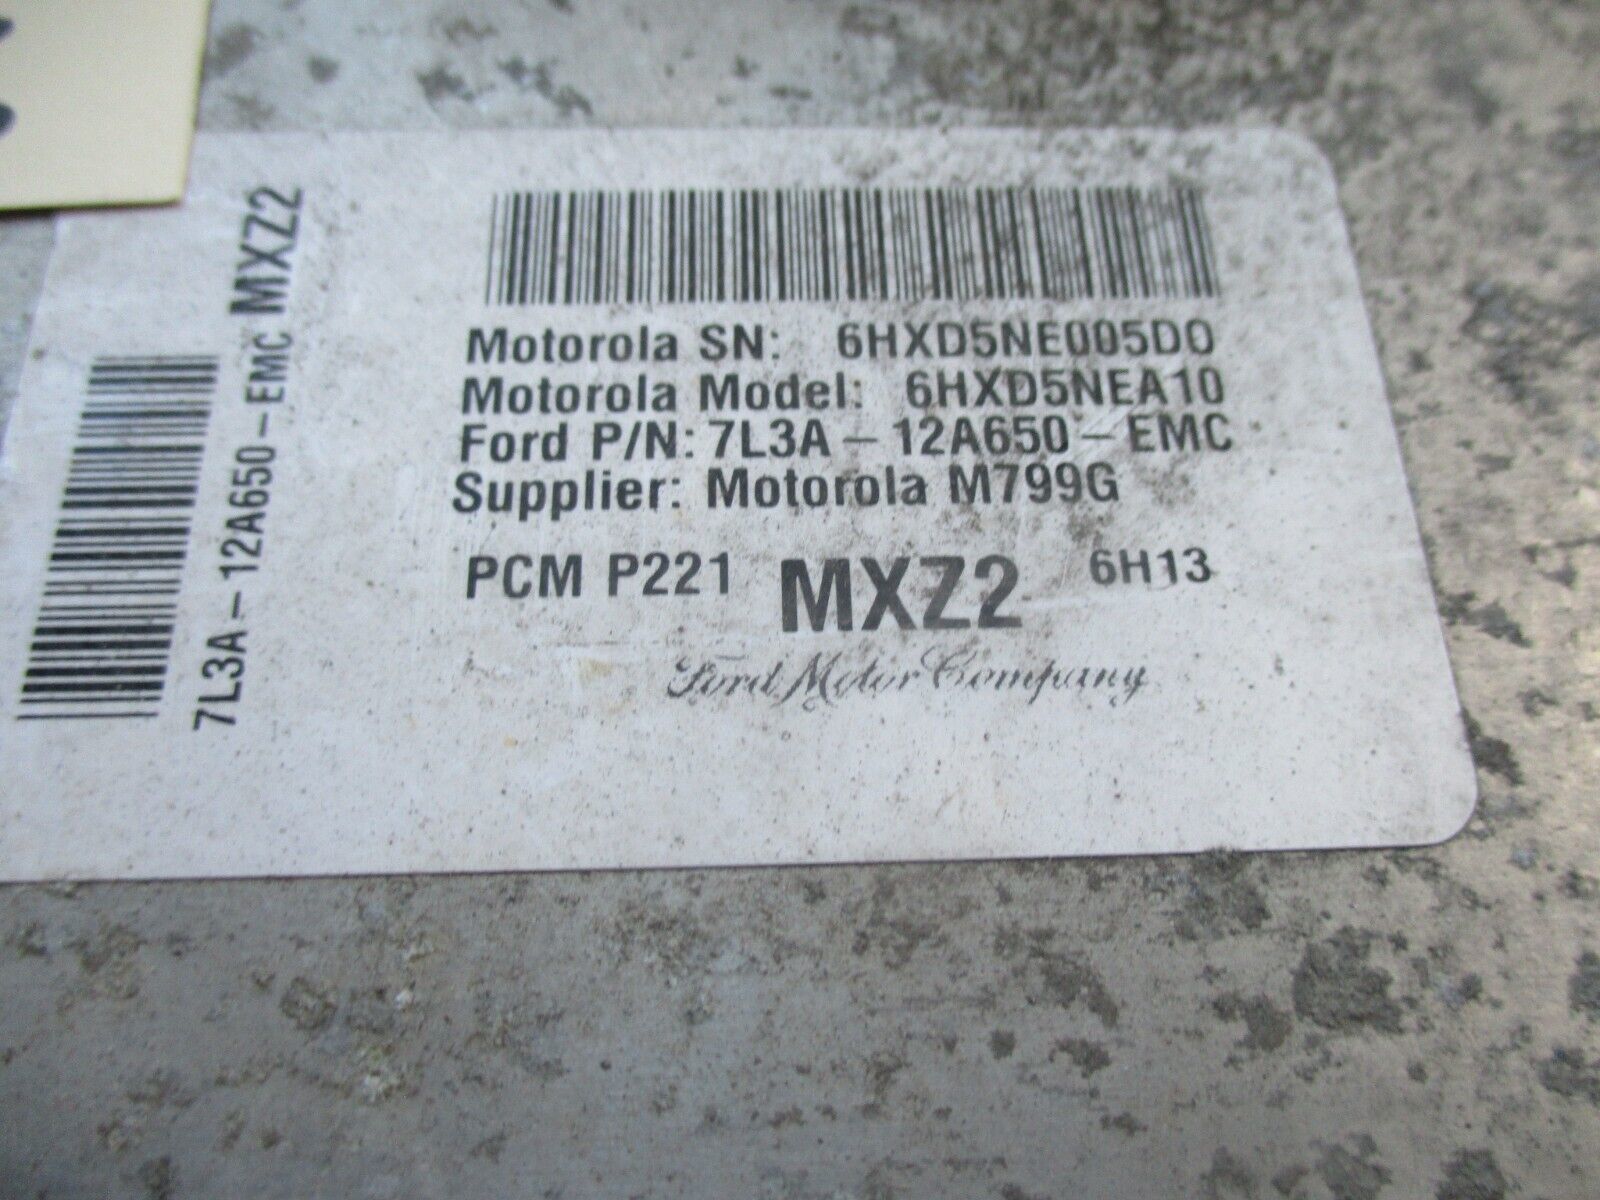 7L3A-12A650-EMC MXZ2
Motorola SN: 6HXD5NE005D0
Motorola Model: 6HXD5NEA10
Ford P/N: 7L3A-12A650-EMC
Supplier: Motorola M799G
PCM P221 MXZ2 6H13
Ford Motor Company